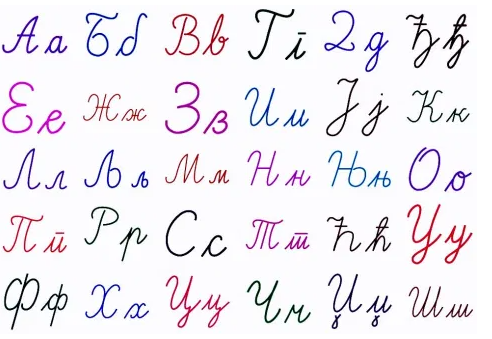 Аа Бб Вв Гг Дд Ђђ
Ее Жж Зз Ии Јј Кк
Лл Љљ Мм Нн Њњ Оо
Пп Рр Сс Тт Ћћ Уу
Фф Хх Цц Чч Џџ Шш